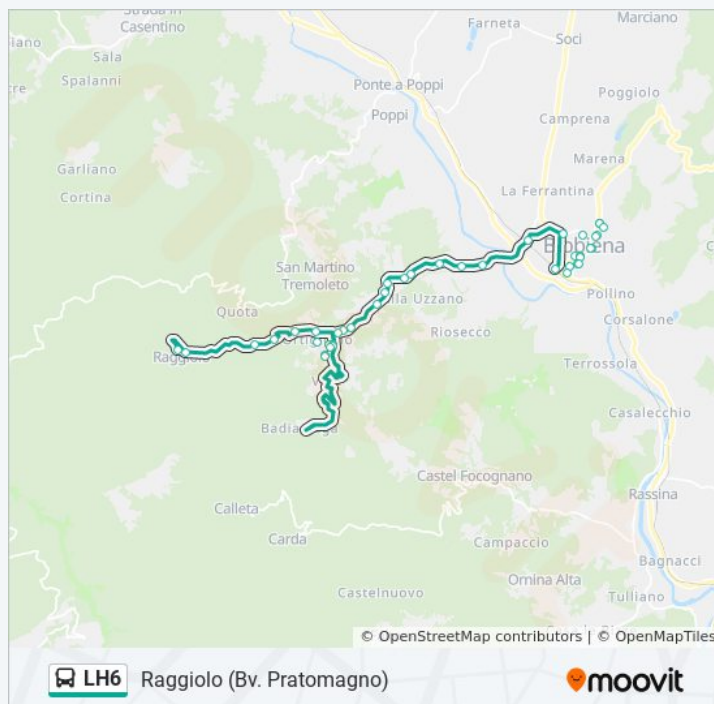 Marciano
Strada in
Casentino
Farneta
Soci
Sala
Spalanni
Ponte a Poppi
Poggiolo
Poppi
Camprena
Garliano
Marena
Cortina
La Ferrantina
Bibbiena
San Martino
Tremoleto
Pollino
Quota
Corsalone
Riosecco
Raggiolo
Terrossola
Casalecchio
Castel Focognano
Rassina
Calleta
Carda
Campaccio
Bagnacci
Ornina Alta
Castelnuovo
Tulliano
© OpenStreetMap contributors | © OpenMapTiles
LH6 Raggiolo (Bv. Pratomagno)
moovit